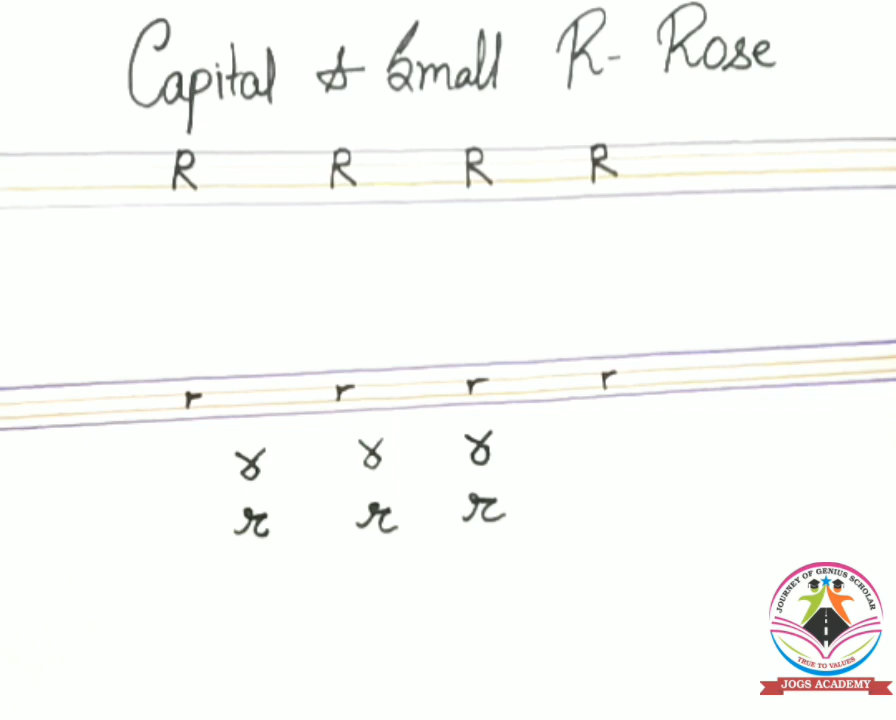 Capital & Small R- Rose
R R R R
r r r r
r r r
r r r
JOURNEY OF GENIUS SCHOLAR
TRUE TO VALUES
JOGS ACADEMY